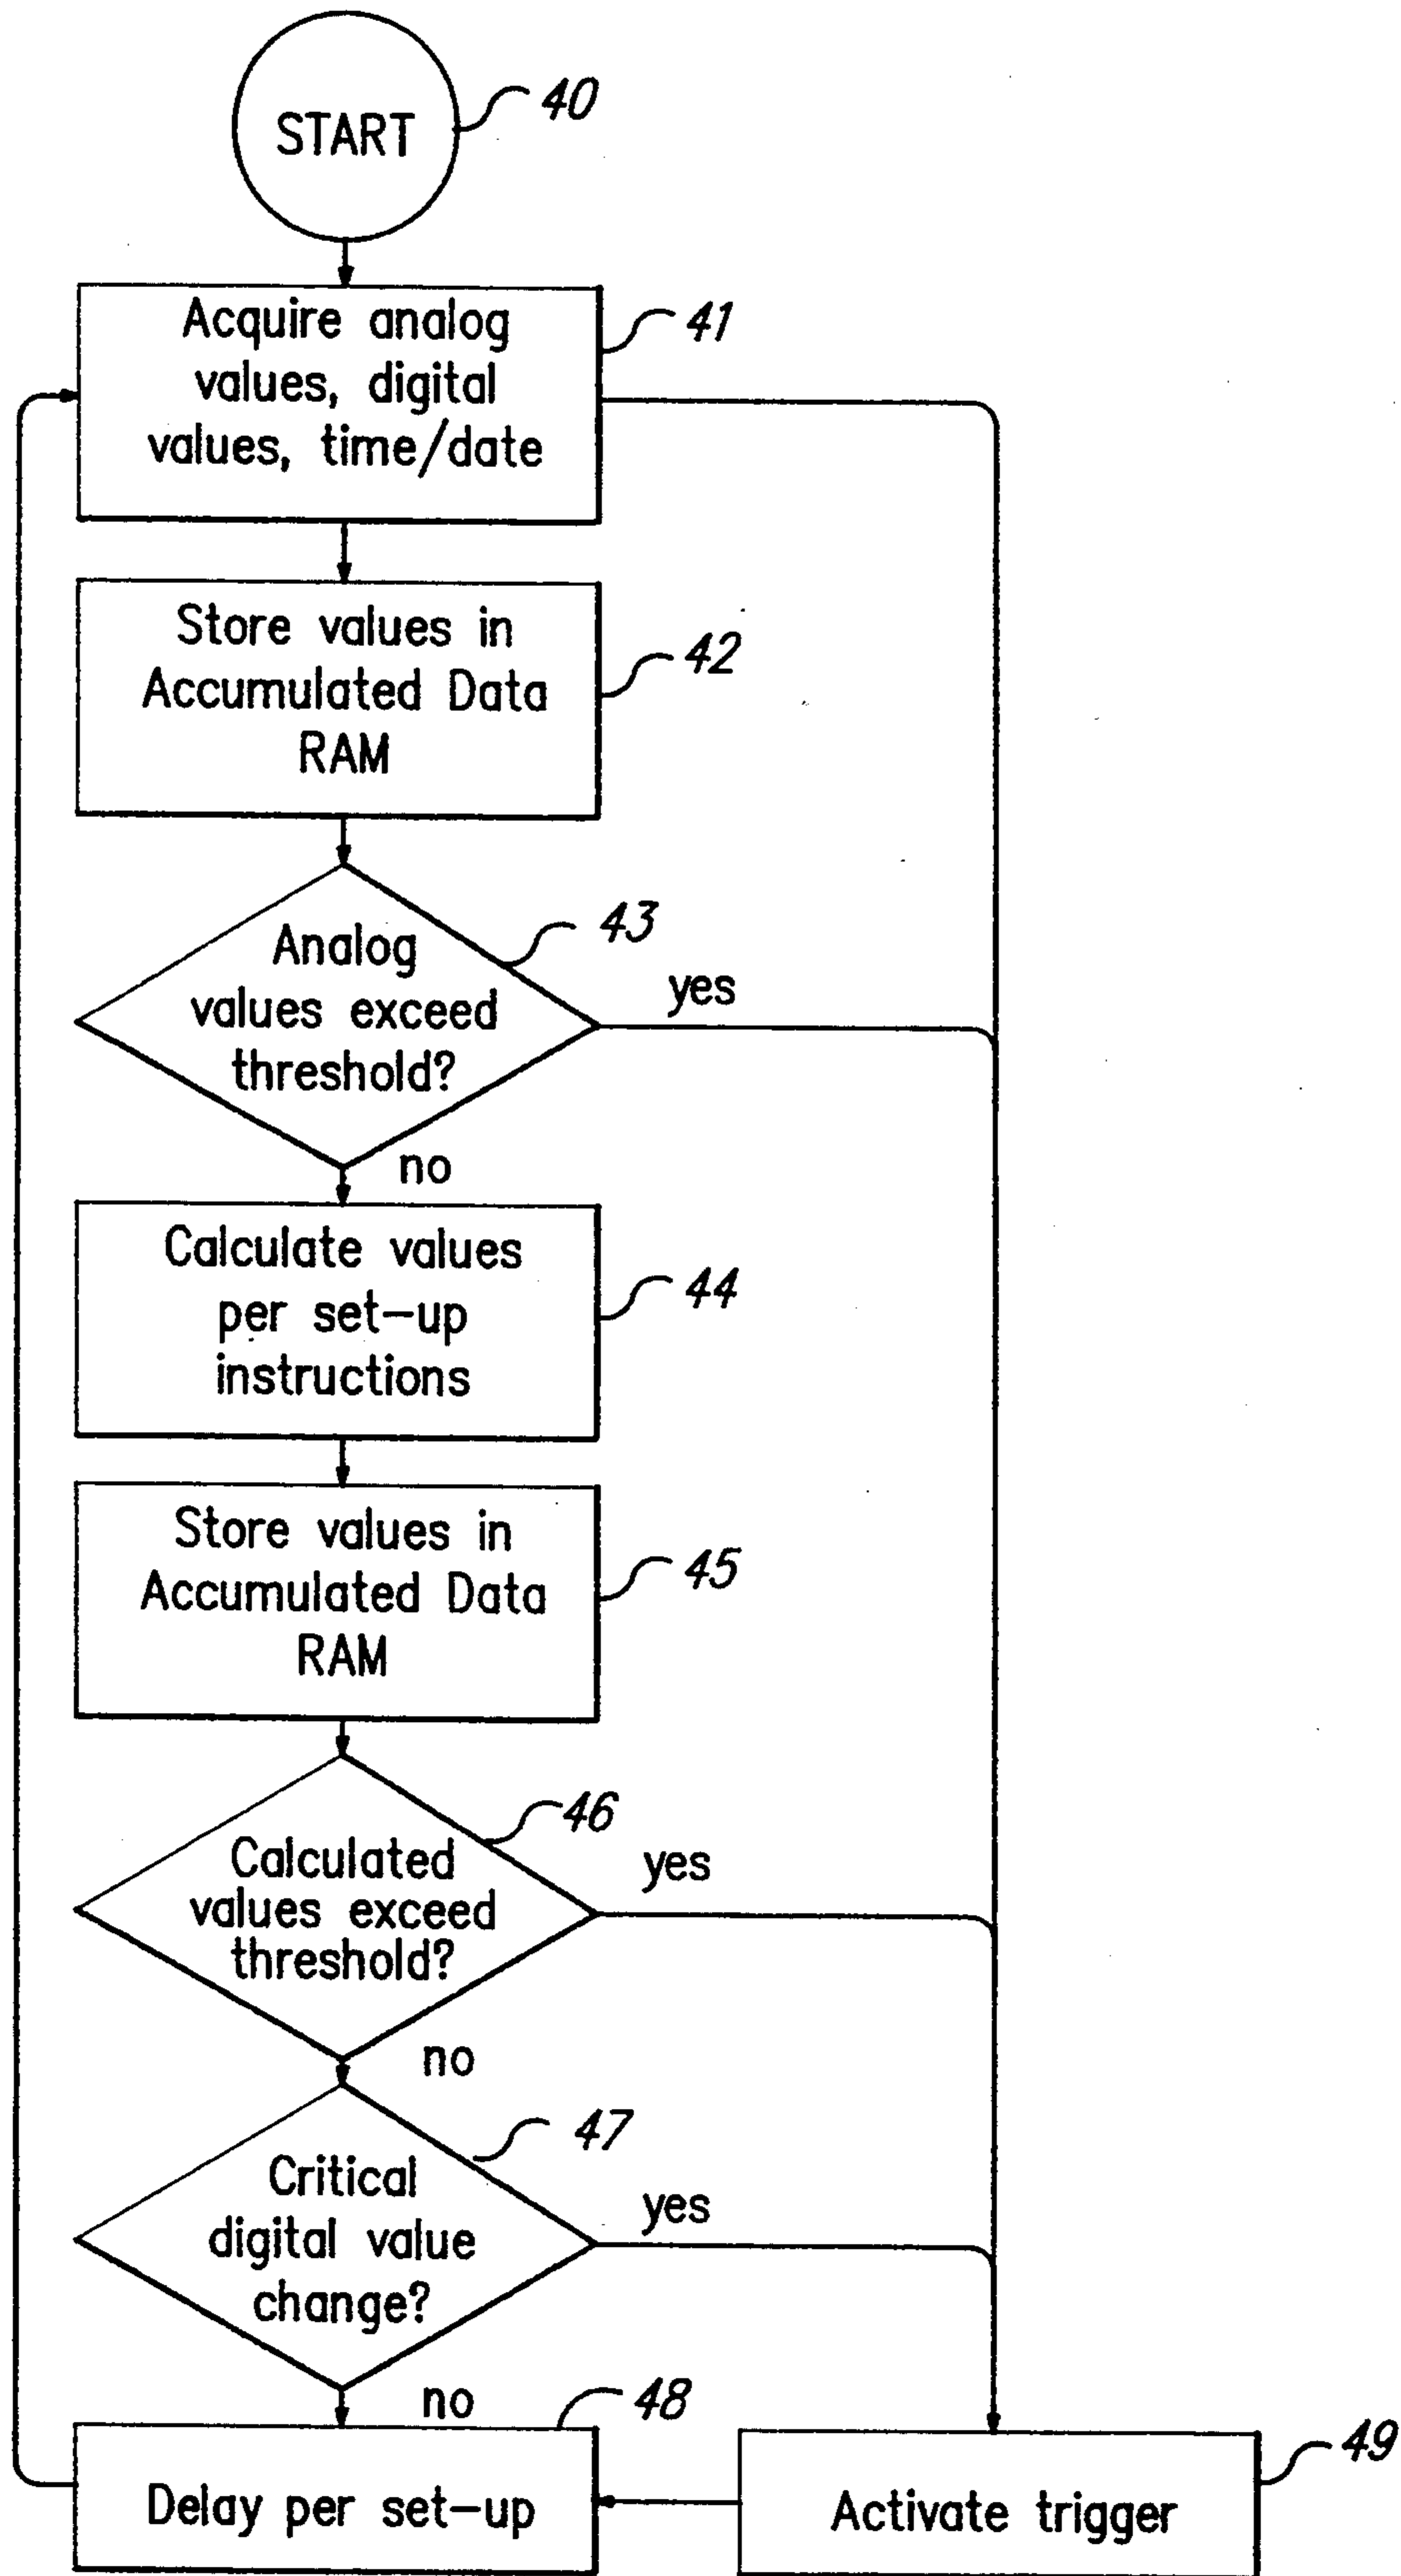 START
40
Acquire analog
values, digital
values, time/date
41
Store values in
Accumulated Data
RAM
42
Analog
values exceed
threshold?
43
yes
no
Calculate values
per set-up
instructions
44
Store values in
Accumulated Data
RAM
45
Calculated
values exceed
threshold?
46
yes
no
Critical
digital value
change?
47
yes
no
Delay per set-up
48
Activate trigger
49